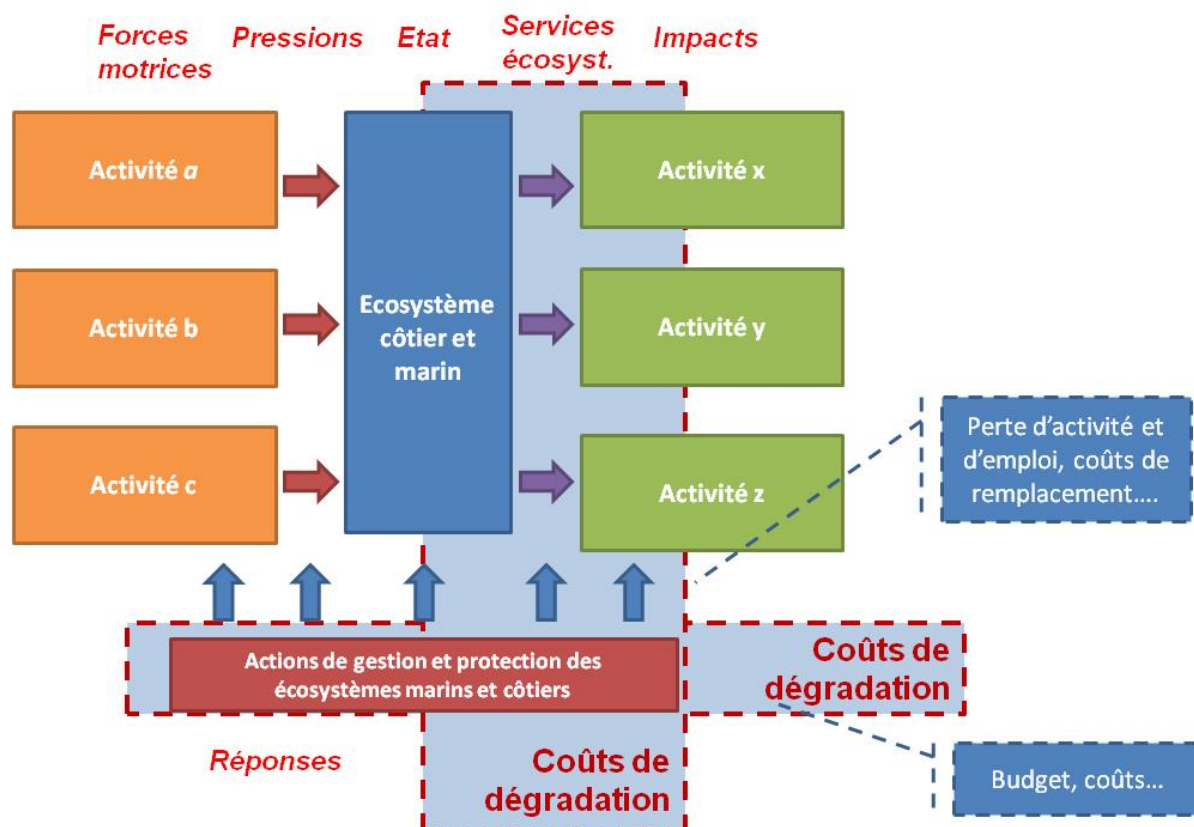 Forces
motrices
Pressions
Etat
Services
écosyst.
Impacts
Activité a
Activité x
Activité b
Ecosystème
côtier et
marin
Activité y
Activité c
Activité z
Perte d'activité et
d'emploi, coûts de
remplacement....
Actions de gestion et protection des
écosystèmes marins et côtiers
Coûts de
dégradation
Réponses
Coûts de
dégradation
Budget, coûts...